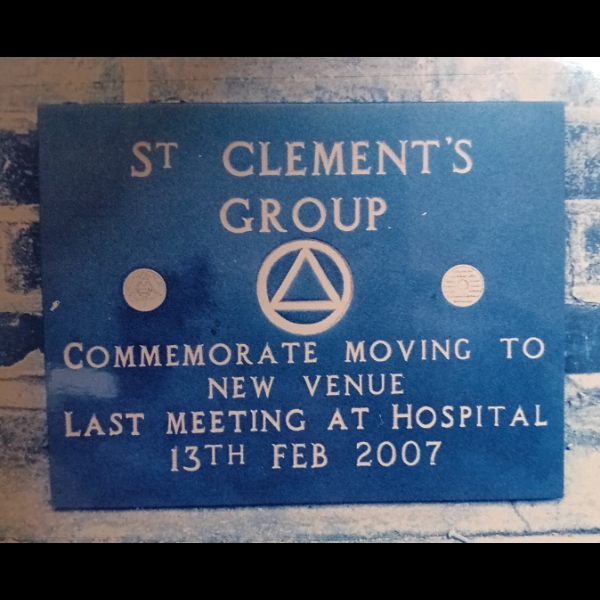 ST CLEMENT'S
GROUP
COMMEMORATE MOVING TO
NEW VENUE
LAST MEETING AT HOSPITAL
13TH FEB 2007